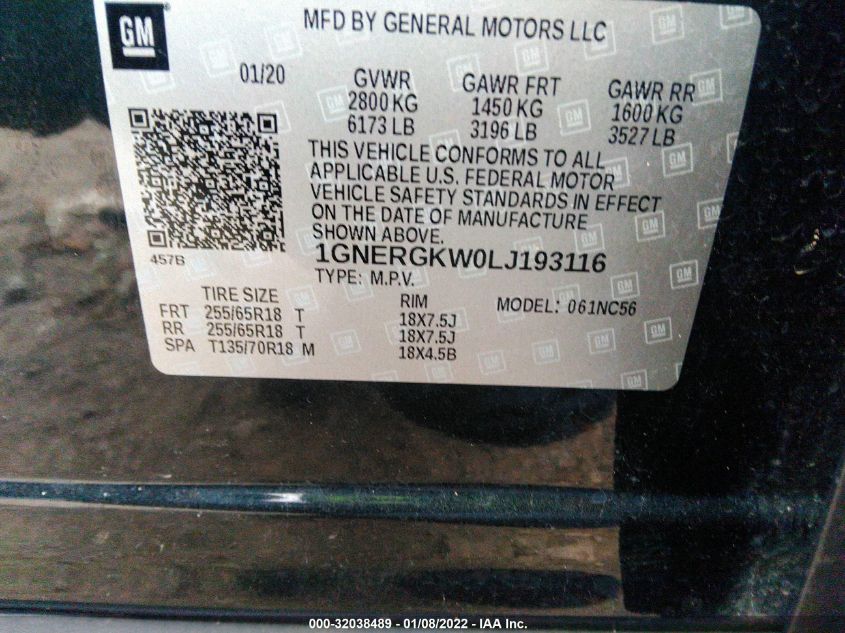 GM
MFD BY GENERAL MOTORS LLC
01/20 GVWR GAWR FRT GAWR RR
2800 KG 1450 KG 1600 KG
6173 LB 3196 LB 3527 LB
THIS VEHICLE CONFORMS TO ALL
APPLICABLE U.S. FEDERAL MOTOR
VEHICLE SAFETY STANDARDS IN EFFECT
ON THE DATE OF MANUFACTURE
SHOWN ABOVE.
457B
1GNERGKW0LJ193116
TYPE: M.P.V.
TIRE SIZE RIM MODEL: 061NC56
FRT 255/65R18 T 18X7.5J
RR 255/65R18 T 18X7.5J
SPA T135/70R18 M 18X4.5B
000-32038489 - 01/08/2022 - IAA Inc.